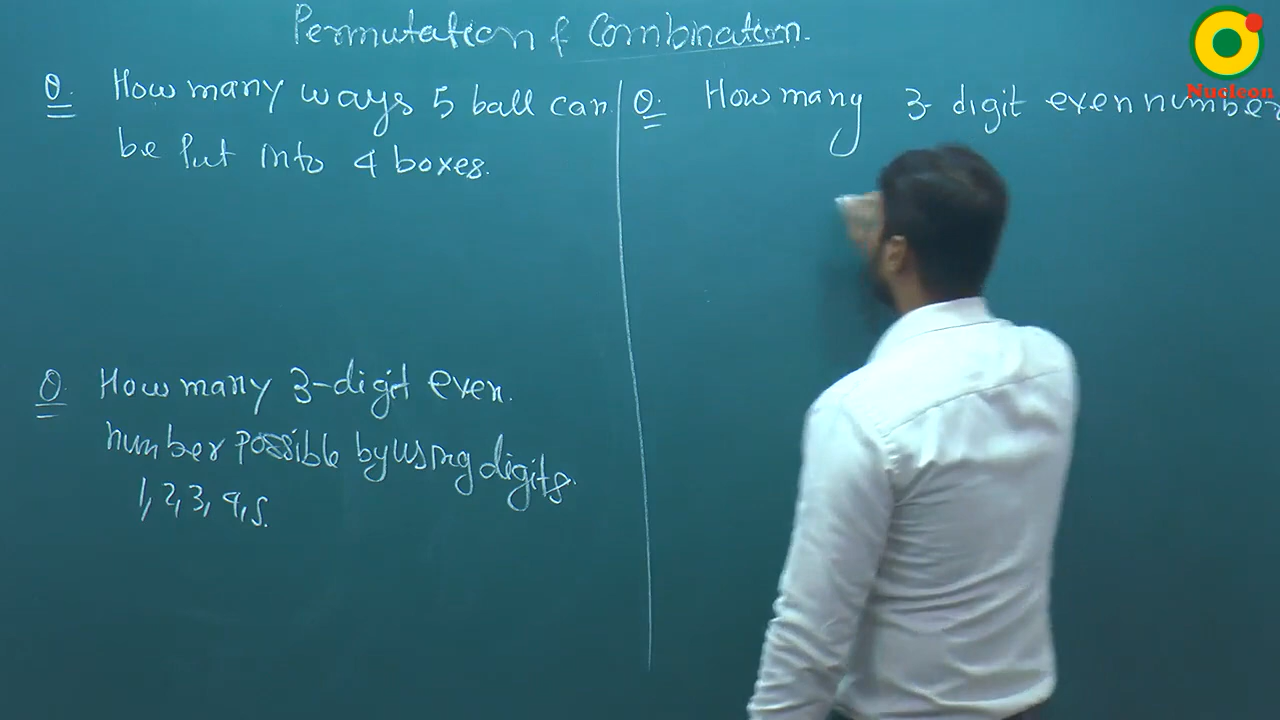 Permutation & Combination.
Q. How many ways 5 ball can
be Put into 4 boxes.
Q. How many 3-digit even
number possible by using digits.
1, 2, 3, 4, 5.
Q. How many 3-digit even number
Nucleon